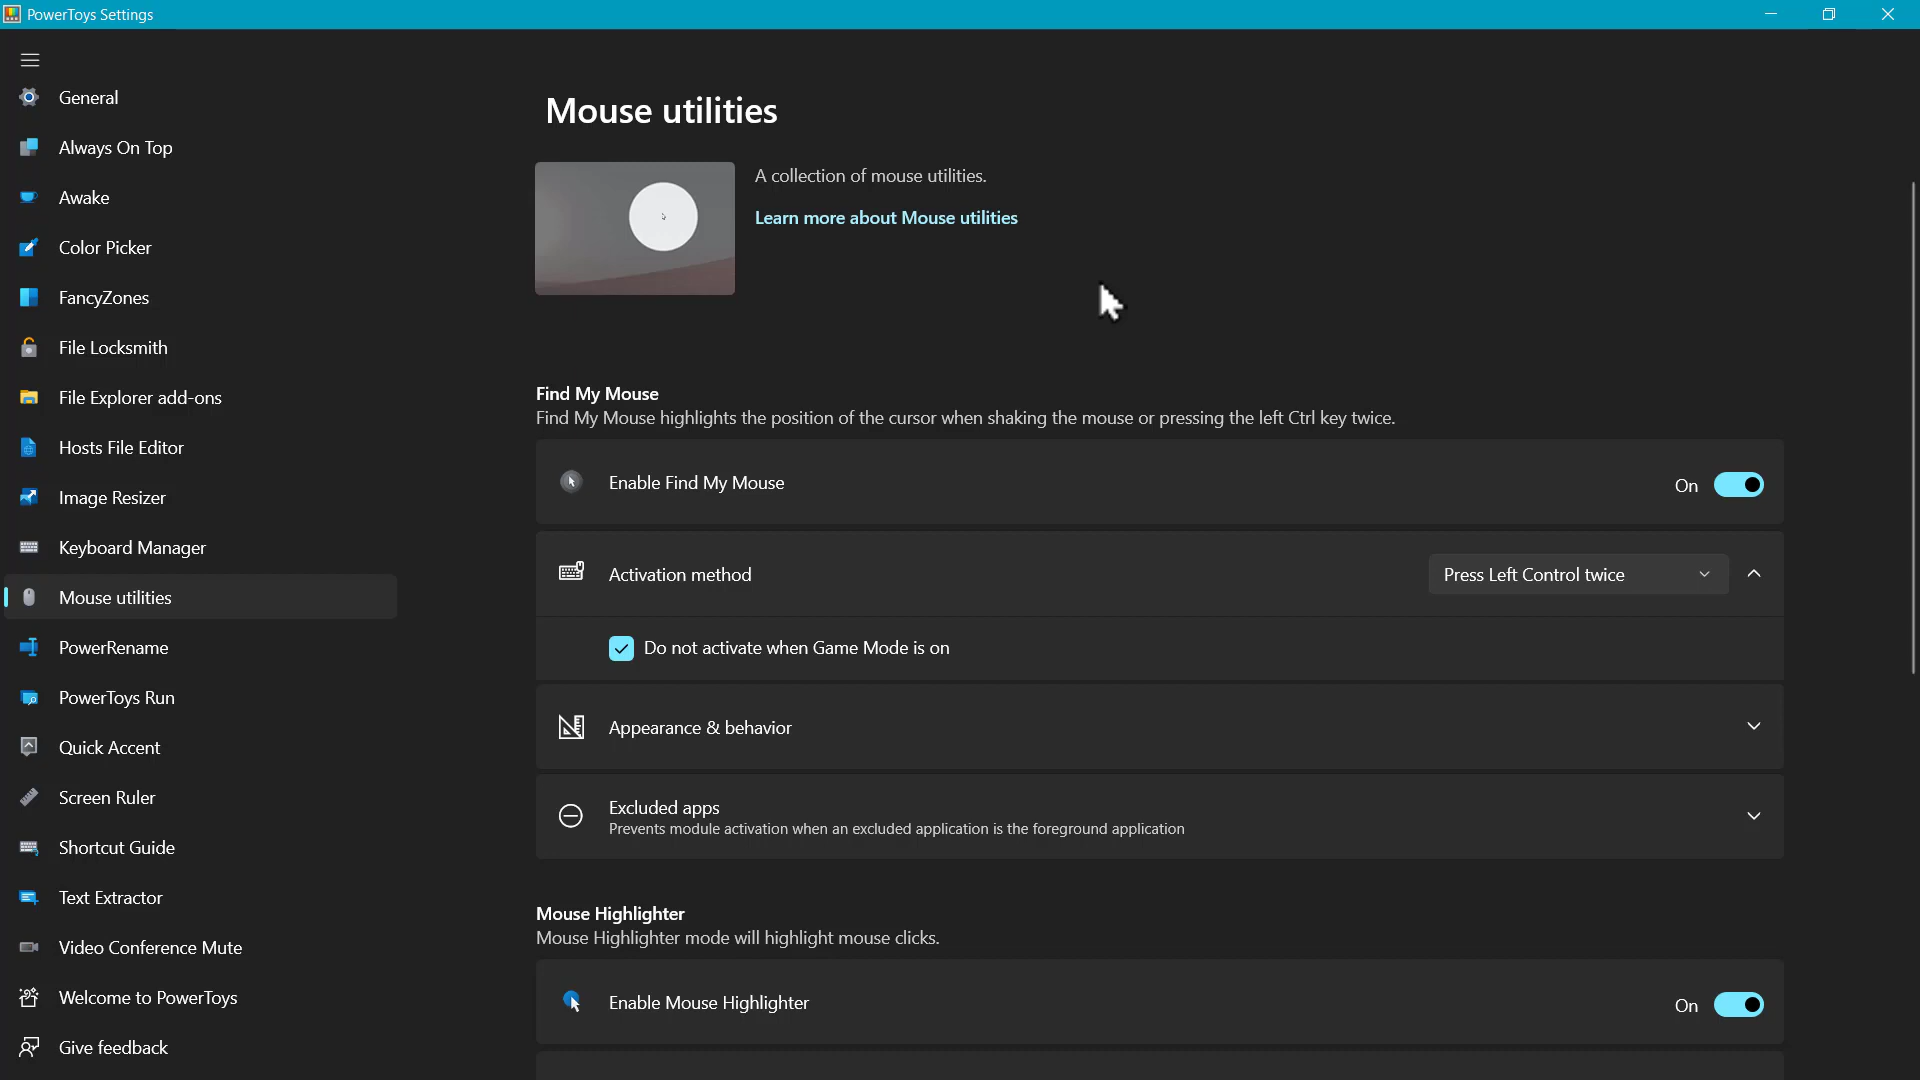 PowerToys Settings
General
Always On Top
Awake
Color Picker
FancyZones
File Locksmith
File Explorer add-ons
Hosts File Editor
Image Resizer
Keyboard Manager
Mouse utilities
PowerRename
PowerToys Run
Quick Accent
Screen Ruler
Shortcut Guide
Text Extractor
Video Conference Mute
Welcome to PowerToys
Give feedback
Mouse utilities
A collection of mouse utilities.
Learn more about Mouse utilities
Find My Mouse
Find My Mouse highlights the position of the cursor when shaking the mouse or pressing the left Ctrl key twice.
Enable Find My Mouse On
Activation method Press Left Control twice
Do not activate when Game Mode is on
Appearance & behavior
Excluded apps
Prevents module activation when an excluded application is the foreground application
Mouse Highlighter
Mouse Highlighter mode will highlight mouse clicks.
Enable Mouse Highlighter On